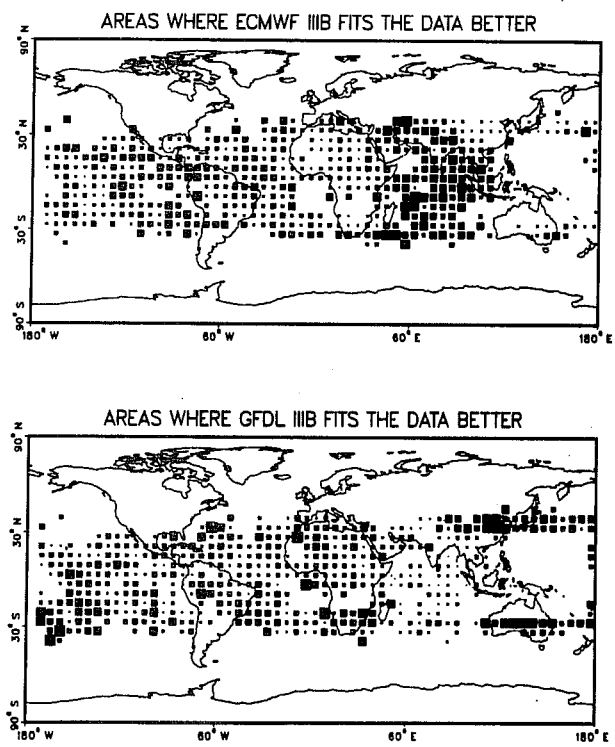 AREAS WHERE ECMWF IIIB FITS THE DATA BETTER
90° N
30° N
30° S
90° S
180° W 60° W 60° E 180° E
AREAS WHERE GFDL IIIB FITS THE DATA BETTER
90° N
30° N
30° S
90° S
180° W 60° W 60° E 180° E